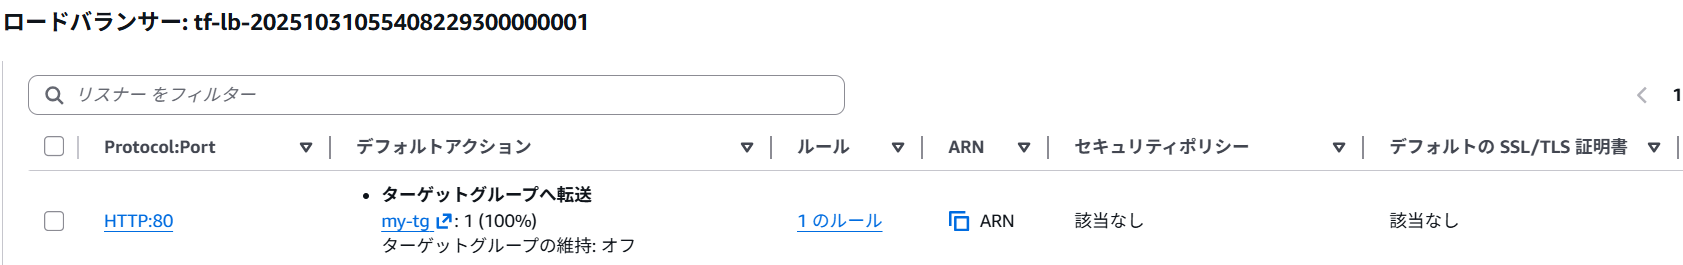 ロードバランサー: tf-lb-20251031055408229300000001
リスナー をフィルター
1
Protocol:Port デフォルトアクション ルール ARN セキュリティポリシー デフォルトの SSL/TLS 証明書
• ターゲットグループへ転送
HTTP:80 my-tg : 1 (100%) 1 のルール ARN 該当なし 該当なし
ターゲットグループの維持: オフ